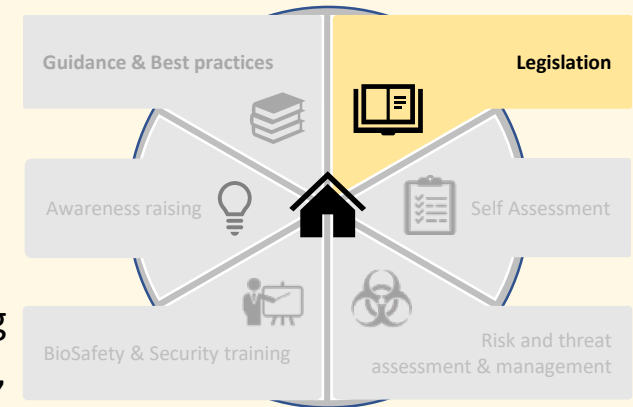 Guidance & Best practices
Legislation
Awareness raising
Self Assessment
BioSafety & Security training
Risk and threat
assessment & management
g
,